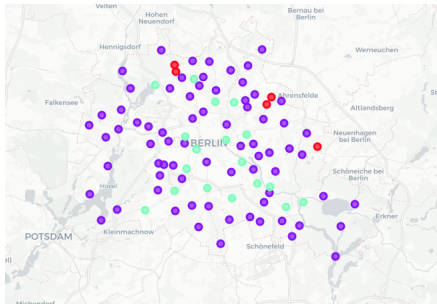 Velten
Hohen
Neuendorf
Bernau bei
Berlin
Hennigsdorf
Werneuchen
Ahrensfelde
Falkensee
Altlandsberg
Neuenhagen
bei Berlin
BERLIN
Schöneiche bei
Berlin
Havel
Erkner
Kleinmachnow
POTSDAM
Schönefeld